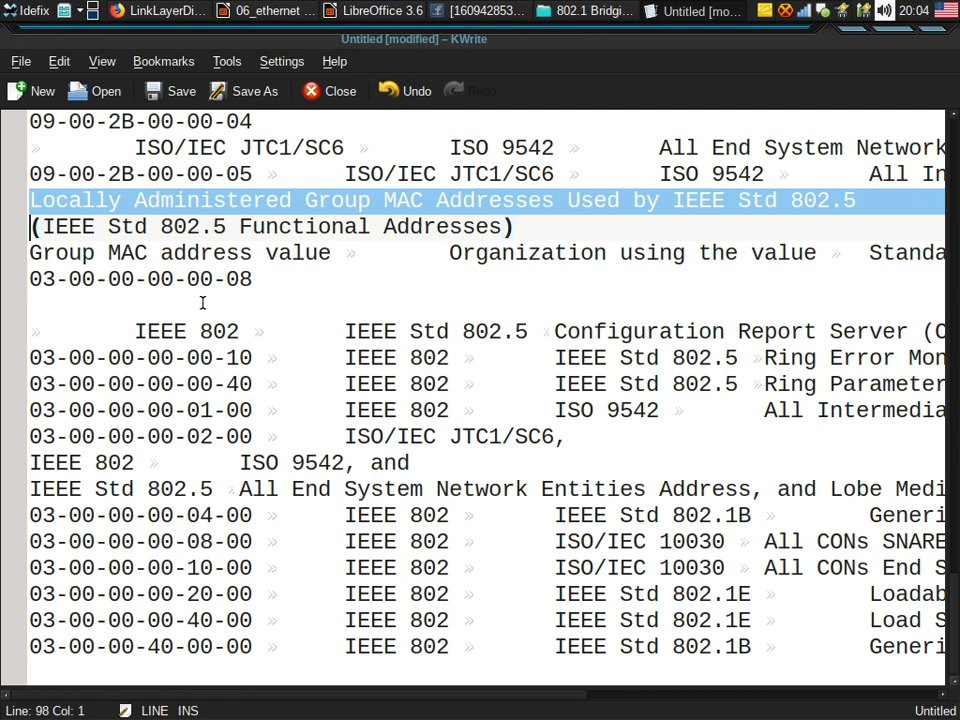 Idefix LinkLayerDi... 06_ethernet ... LibreOffice 3.6 [160942853... 802.1 Bridgi... Untitled [mo... 20:04
Untitled [modified] – KWrite
File Edit View Bookmarks Tools Settings Help
New Open Save Save As Close Undo Redo
09-00-2B-00-00-04
» ISO/IEC JTC1/SC6 » ISO 9542 » All End System Network
09-00-2B-00-00-05 » ISO/IEC JTC1/SC6 » ISO 9542 » All In
Locally Administered Group MAC Addresses Used by IEEE Std 802.5
(IEEE Std 802.5 Functional Addresses)
Group MAC address value » Organization using the value » Standa
03-00-00-00-00-08
» IEEE 802 » IEEE Std 802.5 »Configuration Report Server (C
03-00-00-00-00-10 » IEEE 802 » IEEE Std 802.5 »Ring Error Mon
03-00-00-00-00-40 » IEEE 802 » IEEE Std 802.5 »Ring Parameter
03-00-00-00-01-00 » IEEE 802 » ISO 9542 » All Intermedia
03-00-00-00-02-00 » ISO/IEC JTC1/SC6,
IEEE 802 » ISO 9542, and
IEEE Std 802.5 »All End System Network Entities Address, and Lobe Medi
03-00-00-00-04-00 » IEEE 802 » IEEE Std 802.1B » Generi
03-00-00-00-08-00 » IEEE 802 » ISO/IEC 10030 » All CONs SNARE
03-00-00-00-10-00 » IEEE 802 » ISO/IEC 10030 » All CONs End S
03-00-00-00-20-00 » IEEE 802 » IEEE Std 802.1E » Loadab
03-00-00-00-40-00 » IEEE 802 » IEEE Std 802.1E » Load S
03-00-00-40-00-00 » IEEE 802 » IEEE Std 802.1B » Generi
Line: 98 Col: 1 LINE INS Untitled